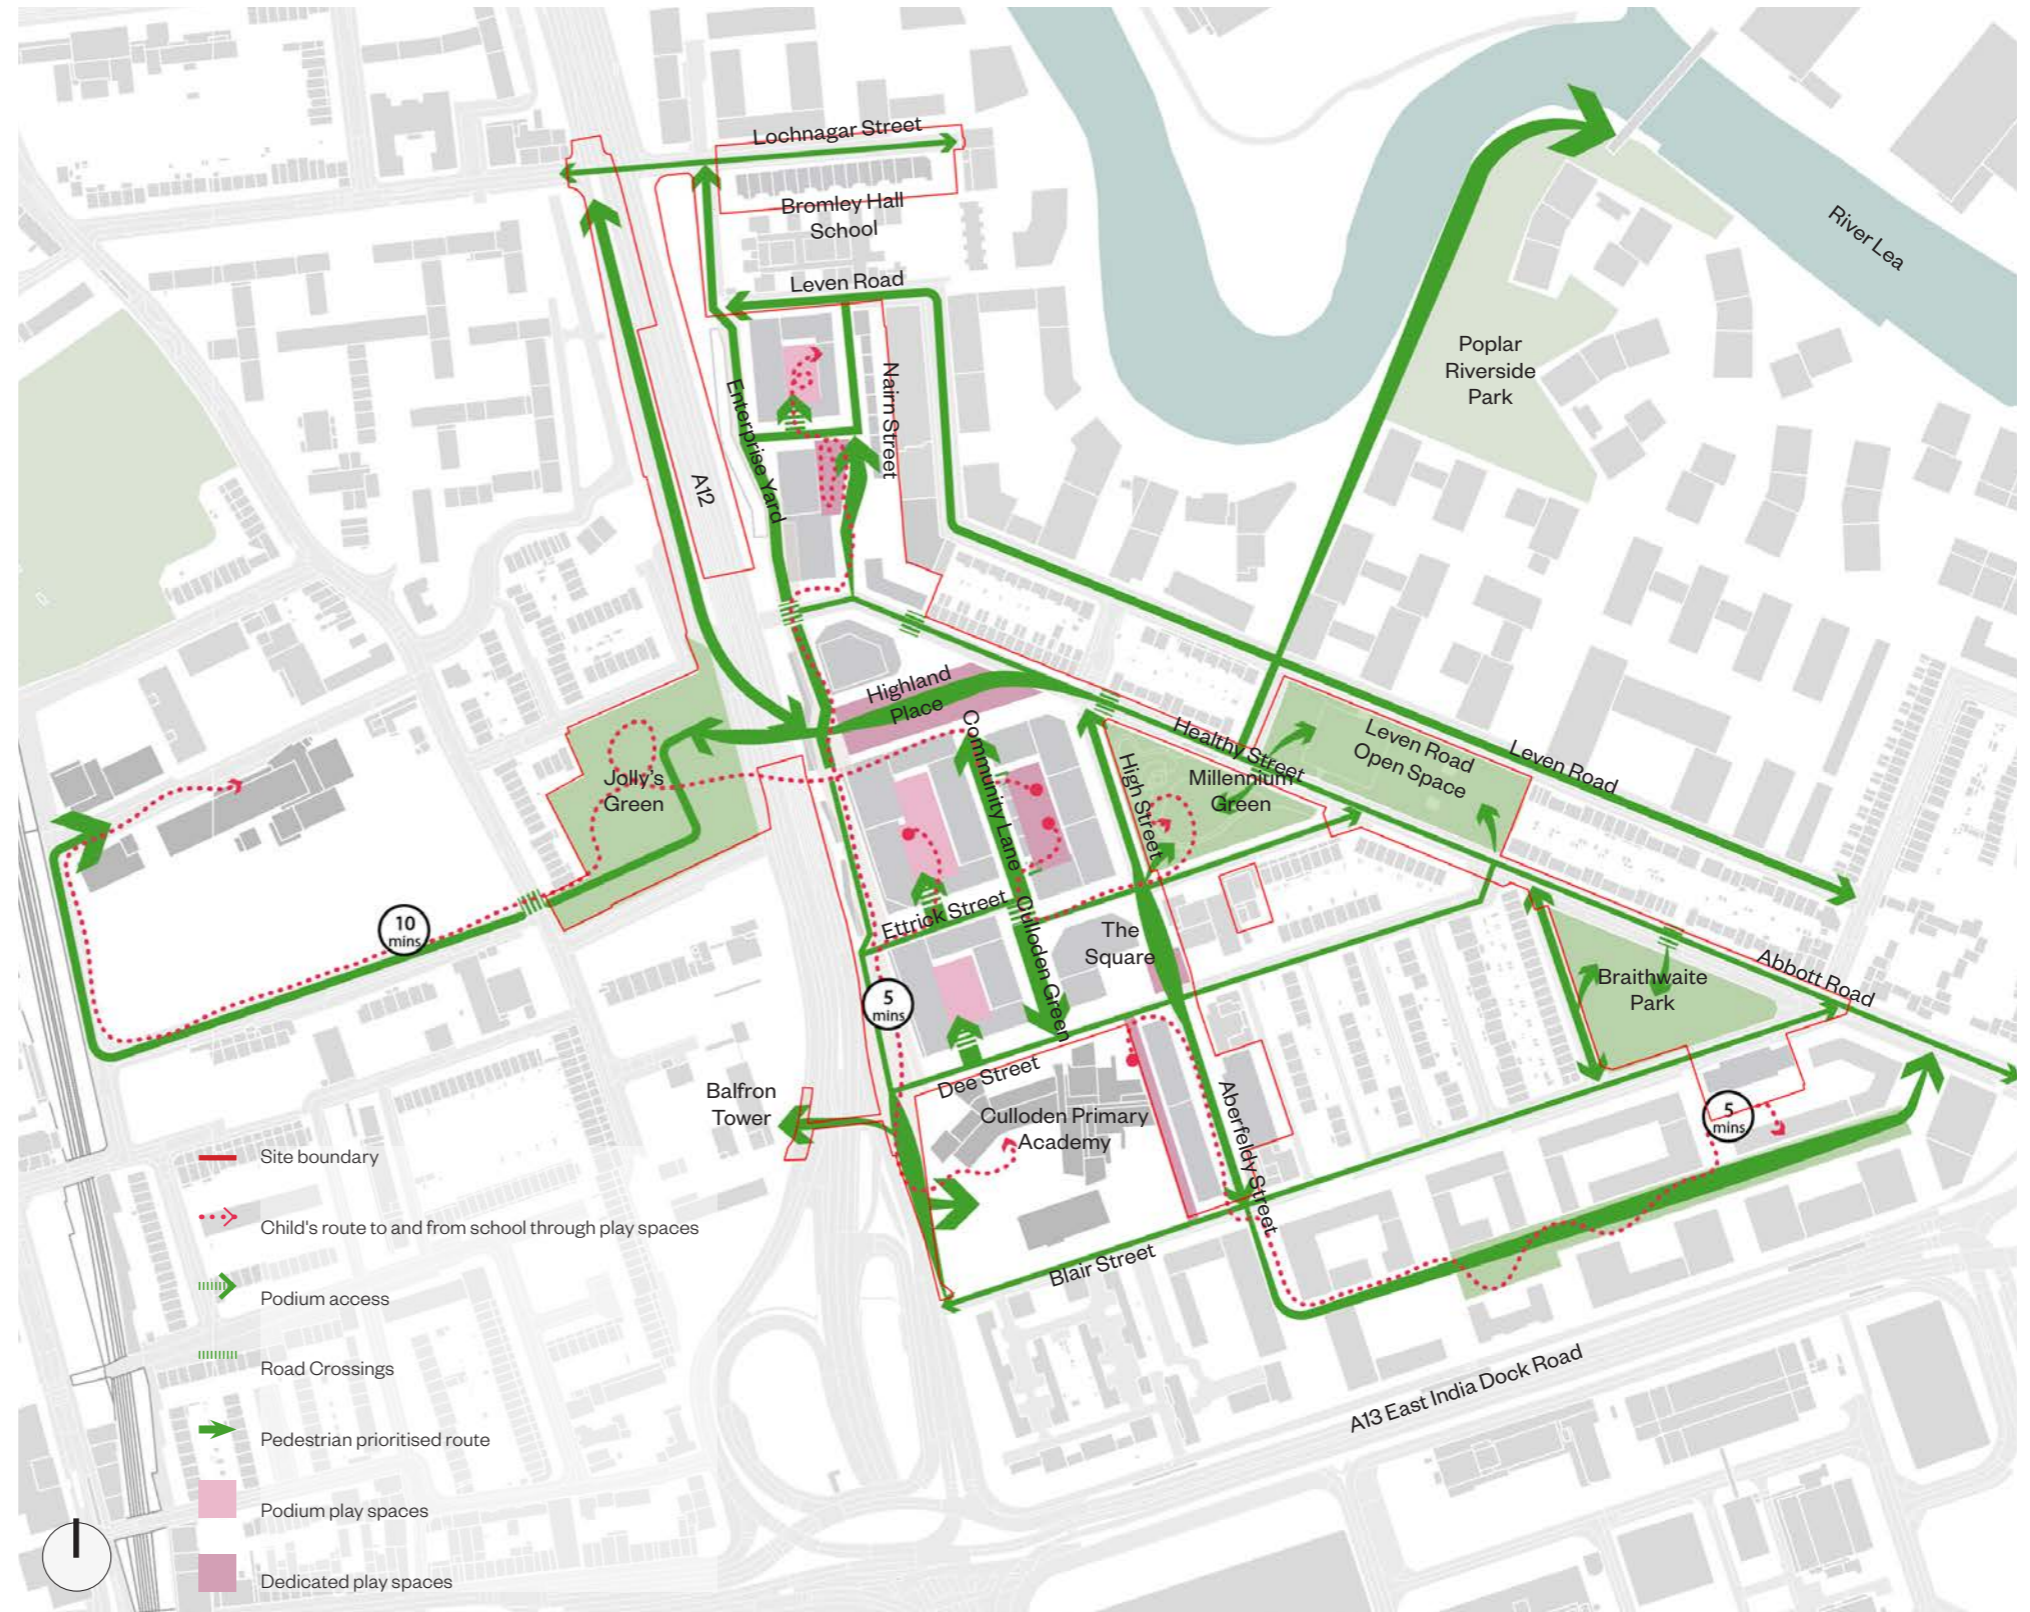 Lochnagar Street
Bromley Hall
School
Leven Road
River Lea
Poplar
Riverside
Park
Nairn Street
Enterprise Yard
A12
Highland
Place
Community Lane
Healthy Street
High Street
Millennium
Green
Leven Road
Open Space
Leven Road
Jolly's
Green
10
mins
Ettrick Street
Culloden Green
The
Square
5
mins
Braithwaite
Park
Abbott Road
Dee Street
Balfron
Tower
Culloden Primary
Academy
Aberfeldy Street
5
mins
Blair Street
A13 East India Dock Road
Site boundary
Child's route to and from school through play spaces
Podium access
Road Crossings
Pedestrian prioritised route
Podium play spaces
Dedicated play spaces